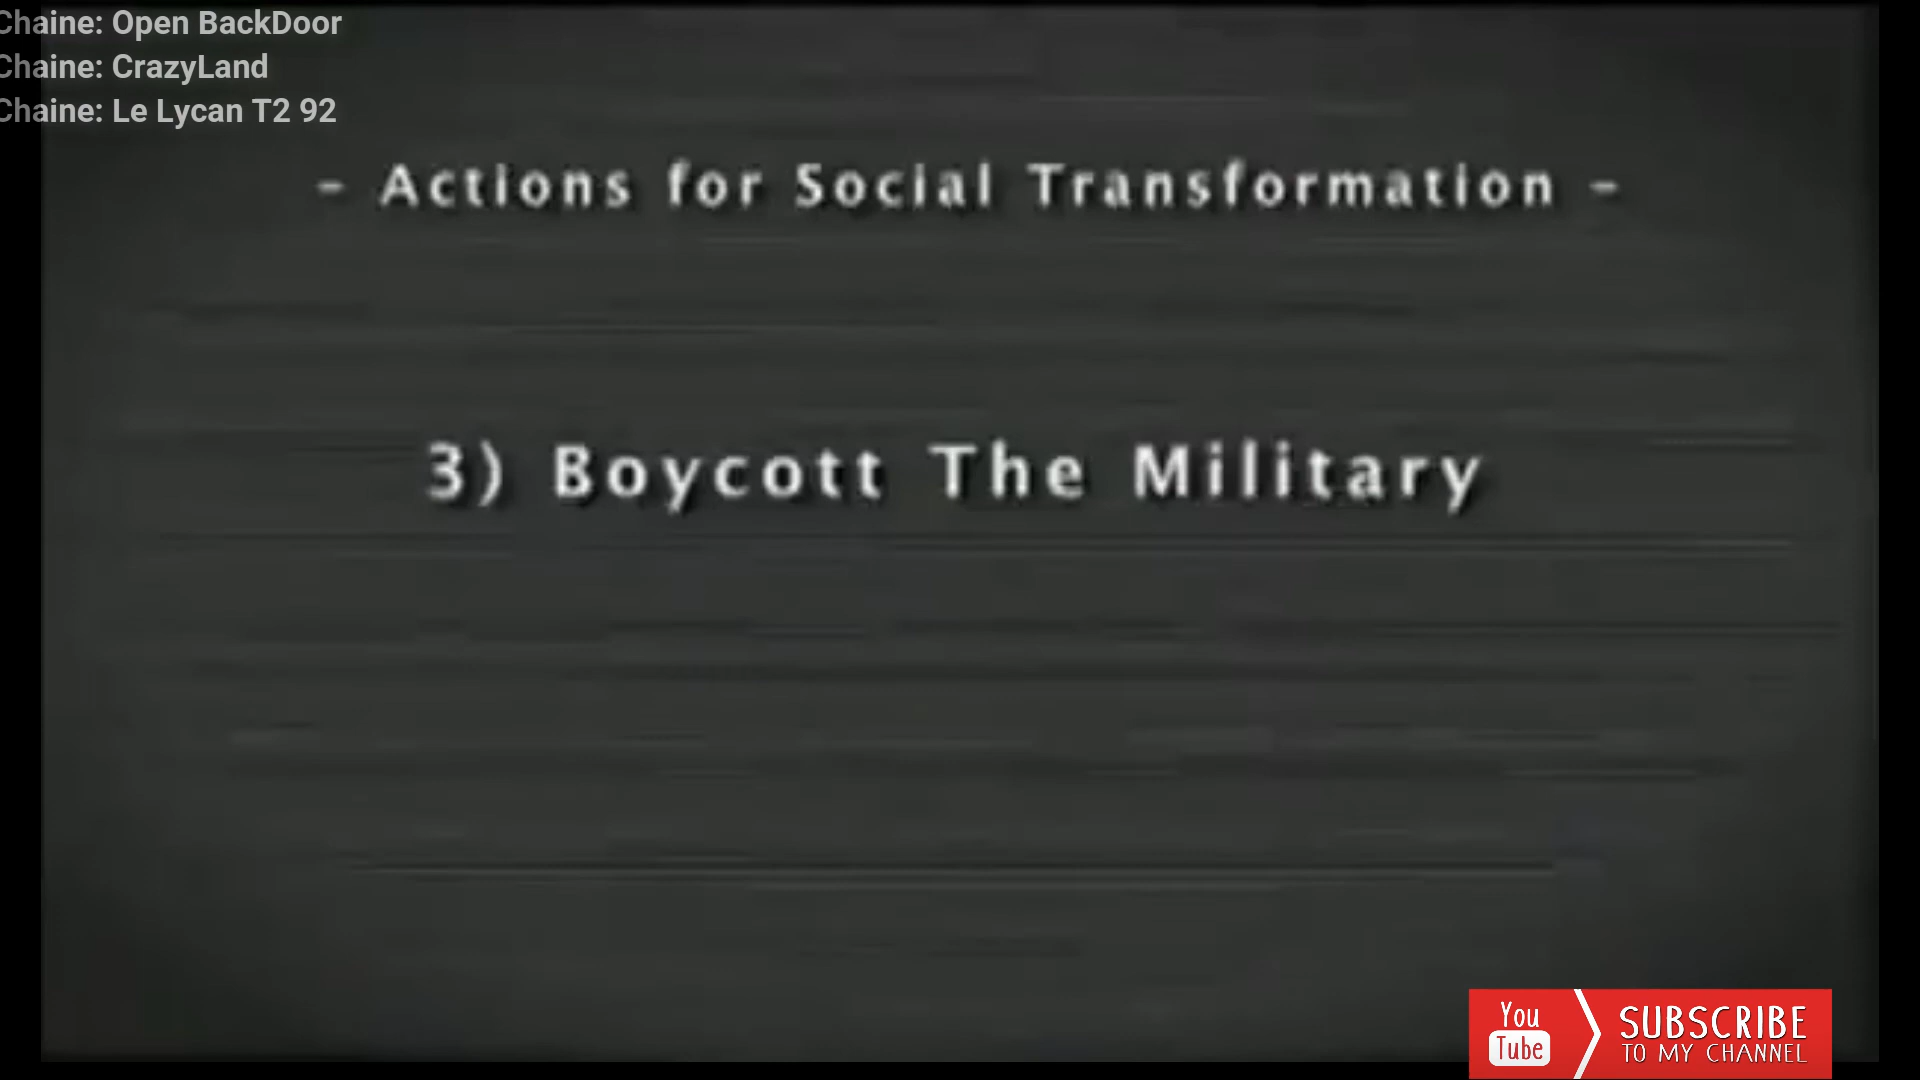 Chaine: Open BackDoor
Chaine: CrazyLand
Chaine: Le Lycan T2 92
- Actions for Social Transformation -
3) Boycott The Military
You
Tube
SUBSCRIBE
TO MY CHANNEL